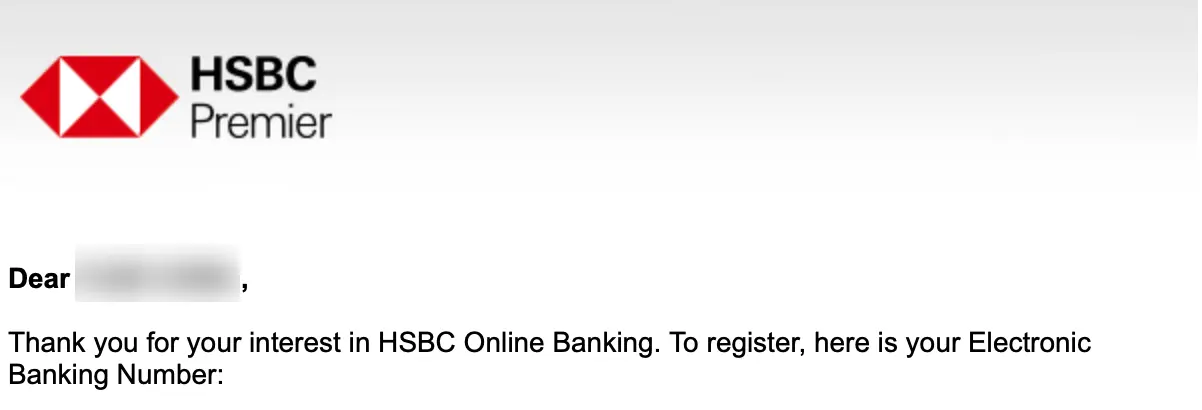 HSBC
Premier
Dear ,
Thank you for your interest in HSBC Online Banking. To register, here is your Electronic
Banking Number: